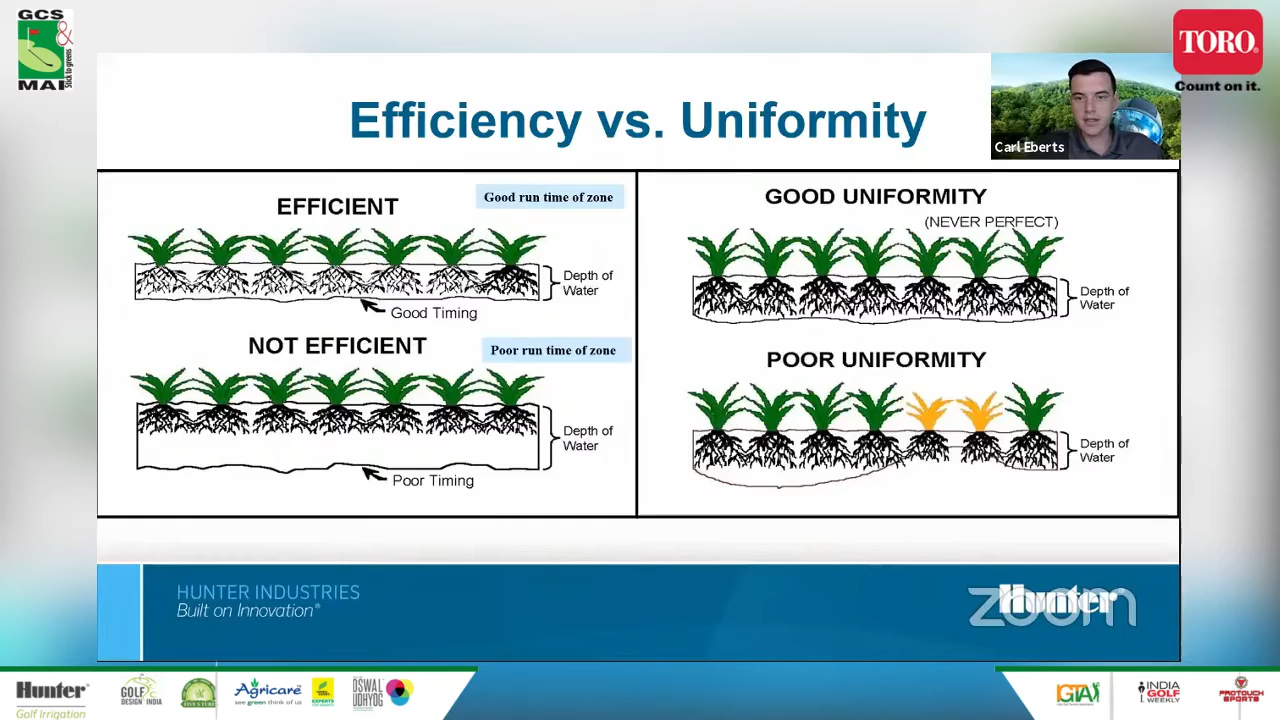 GCS
&
MAI
Stick to greens
TORO
Count on it.
Efficiency vs. Uniformity
Carl Eberts
EFFICIENT
Good run time of zone
Depth of
Water
Good Timing
NOT EFFICIENT
Poor run time of zone
Depth of
Water
Poor Timing
GOOD UNIFORMITY
(NEVER PERFECT)
Depth of
Water
POOR UNIFORMITY
Depth of
Water
HUNTER INDUSTRIES
Built on Innovation®
Hunter
zoom
Hunter
Golf Irrigation
GOLF
DESIGN INDIA
Agricare
see green think of us
OSWAL
UDHYOG
GTA
INDIA
GOLF
WEEKLY
PROTOUCH
SPORTS